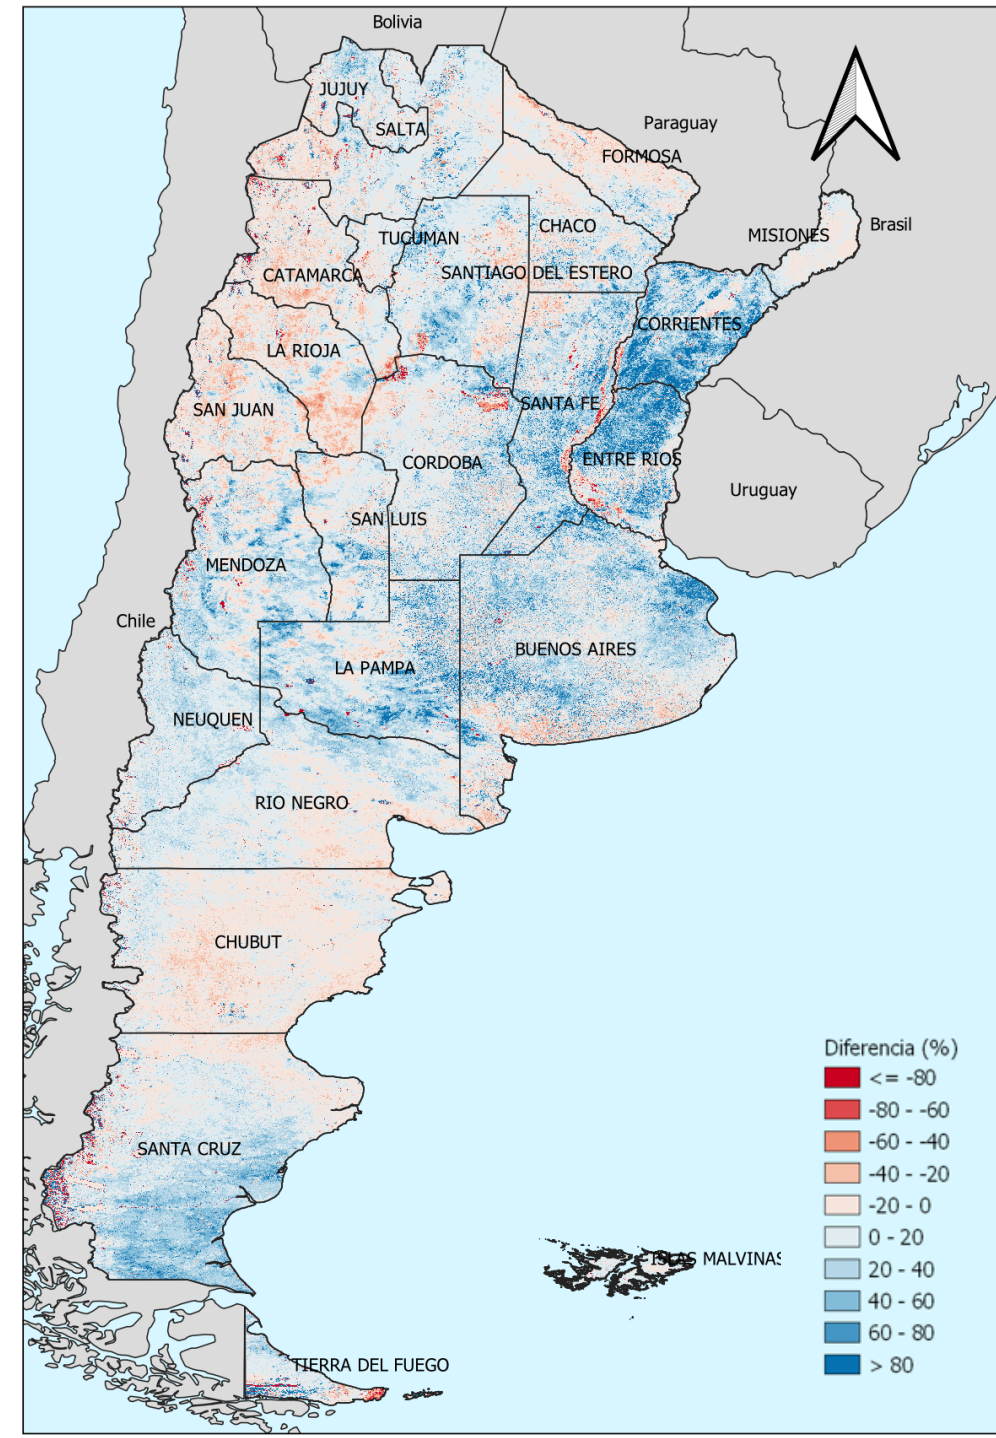 Bolivia
JUJUY
SALTA
Paraguay
FORMOSA
Brasil
CHACO
MISIONES
TUCUMAN
SANTIAGO DEL ESTERO
CATAMARCA
CORRIENTES
LA RIOJA
SAN JUAN
SANTA FE
CORDOBA
ENTRE RIOS
Uruguay
SAN LUIS
MENDOZA
Chile
BUENOS AIRES
LA PAMPA
NEUQUEN
RIO NEGRO
CHUBUT
SANTA CRUZ
ISLAS MALVINAS
TIERRA DEL FUEGO
Diferencia (%)
<= -80
-80 - -60
-60 - -40
-40 - -20
-20 - 0
0 - 20
20 - 40
40 - 60
60 - 80
> 80